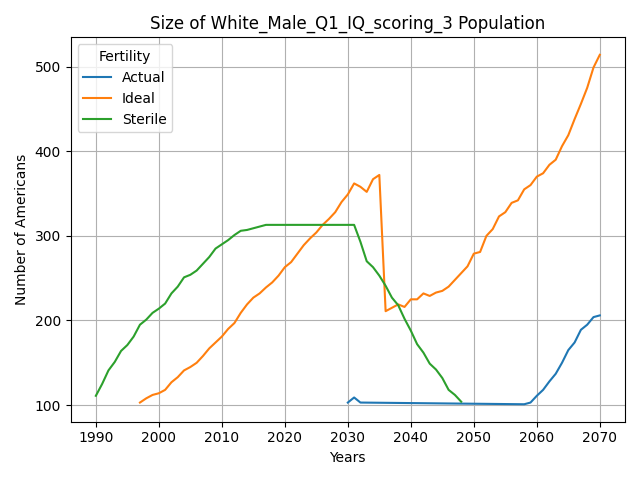 Size of White_Male_Q1_IQ_scoring_3 Population
Fertility
Actual
Ideal
Sterile
Number of Americans
500
400
300
200
100
1990 2000 2010 2020 2030 2040 2050 2060 2070
Years